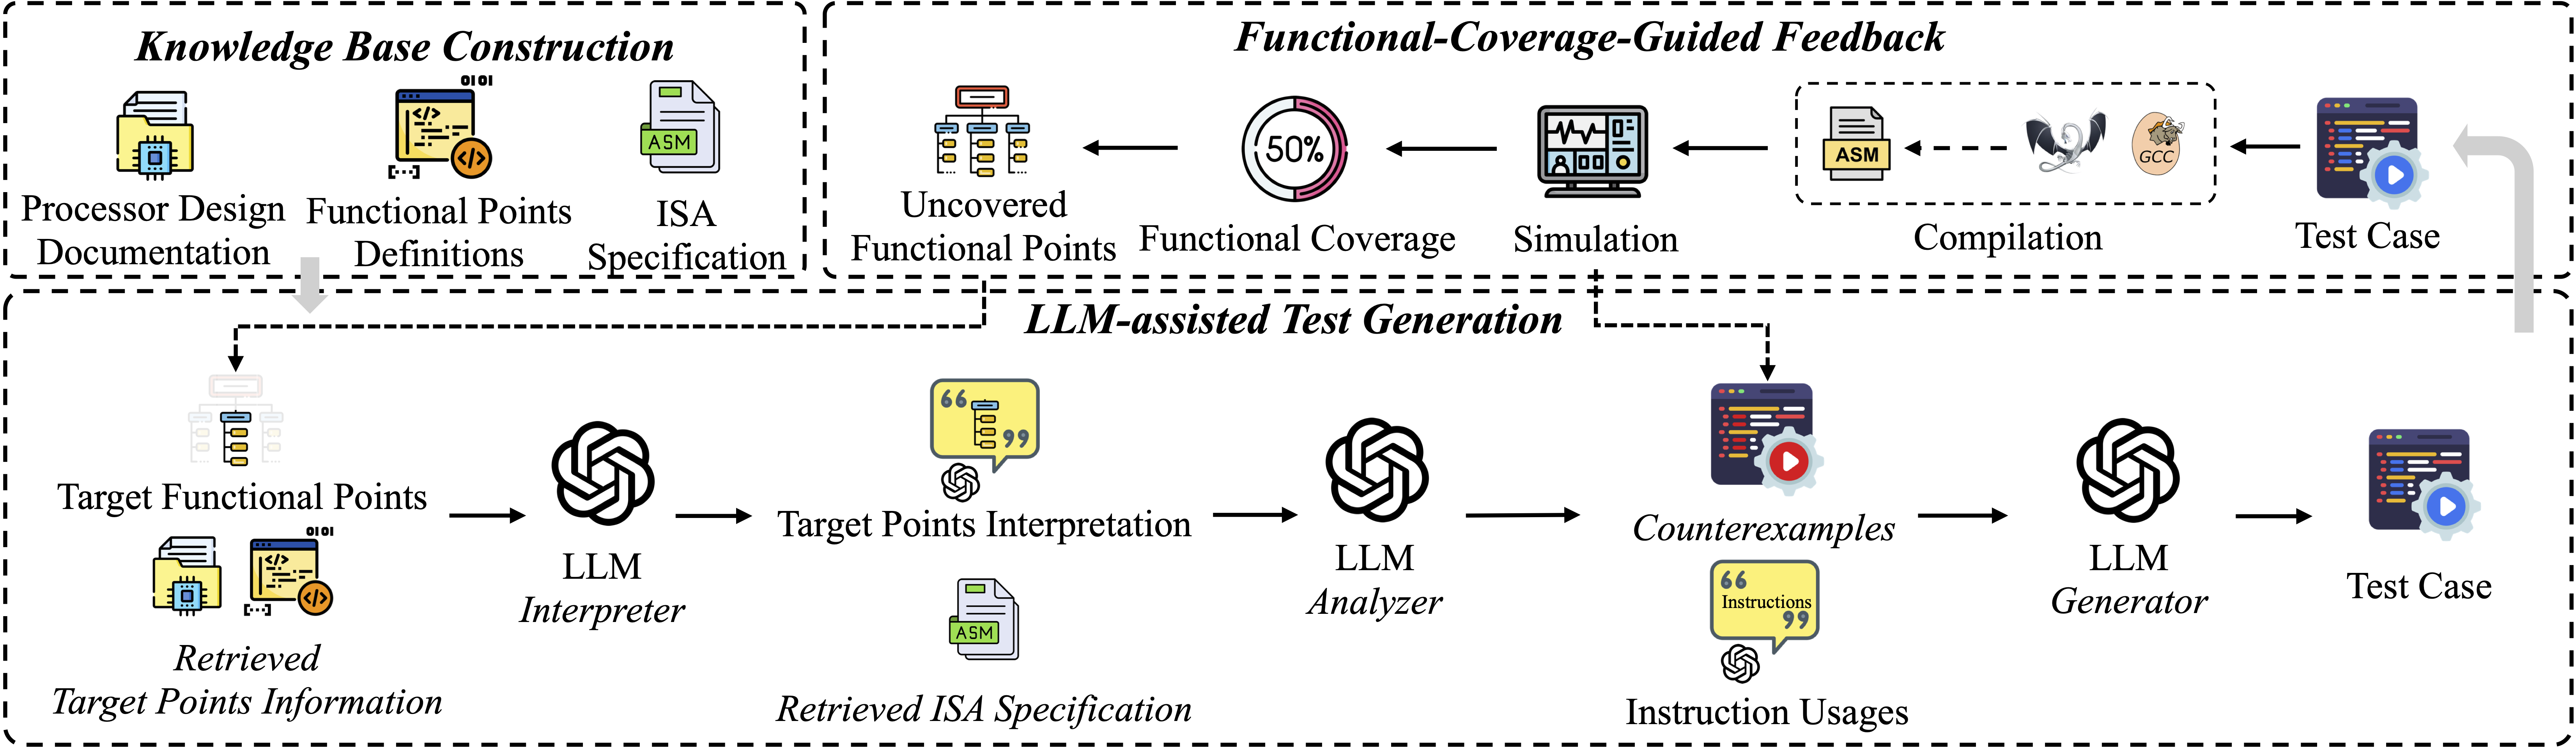 Knowledge Base Construction
0101
</>
</>
[...]
ASM
Processor Design
Documentation
Functional Points
Definitions
ISA
Specification
Functional-Coverage-Guided Feedback
Uncovered
Functional Points
50%
Functional Coverage
Simulation
ASM
GCC
Compilation
Test Case
LLM-assisted Test Generation
Target Functional Points
0101
</>
</>
[...]
Retrieved
Target Points Information
LLM
Interpreter
“ ”
Target Points Interpretation
ASM
Retrieved ISA Specification
LLM
Analyzer
Counterexamples
“
Instructions
”
Instruction Usages
LLM
Generator
Test Case